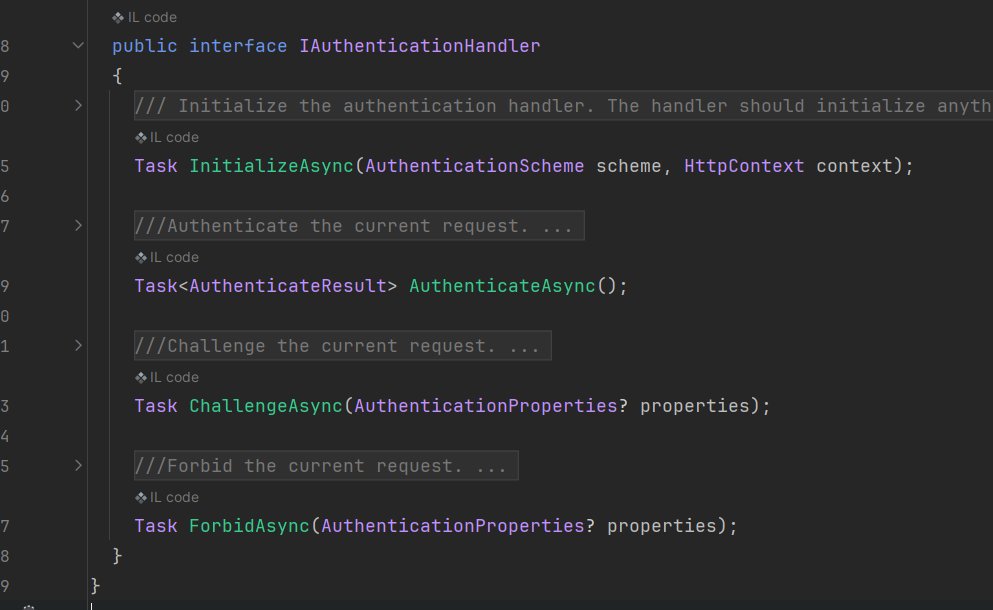 IL code
8 public interface IAuthenticationHandler
9 {
0 /// Initialize the authentication handler. The handler should initialize anyth
IL code
5 Task InitializeAsync(AuthenticationScheme scheme, HttpContext context);
6
7 ///Authenticate the current request. ...
IL code
9 Task<AuthenticateResult> AuthenticateAsync();
0
1 ///Challenge the current request. ...
IL code
3 Task ChallengeAsync(AuthenticationProperties? properties);
4
5 ///Forbid the current request. ...
IL code
7 Task ForbidAsync(AuthenticationProperties? properties);
8 }
9 }